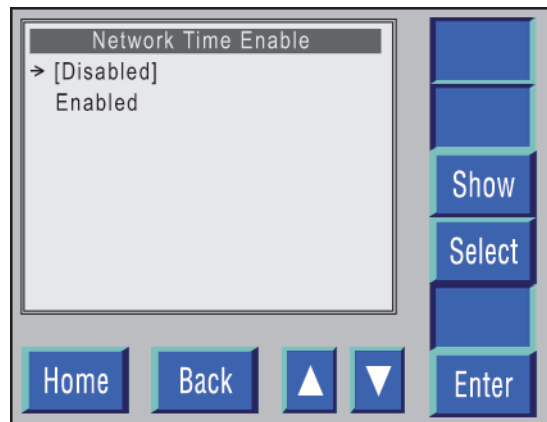 Network Time Enable
→ [Disabled]
Enabled
Show
Select
Home
Back
Enter